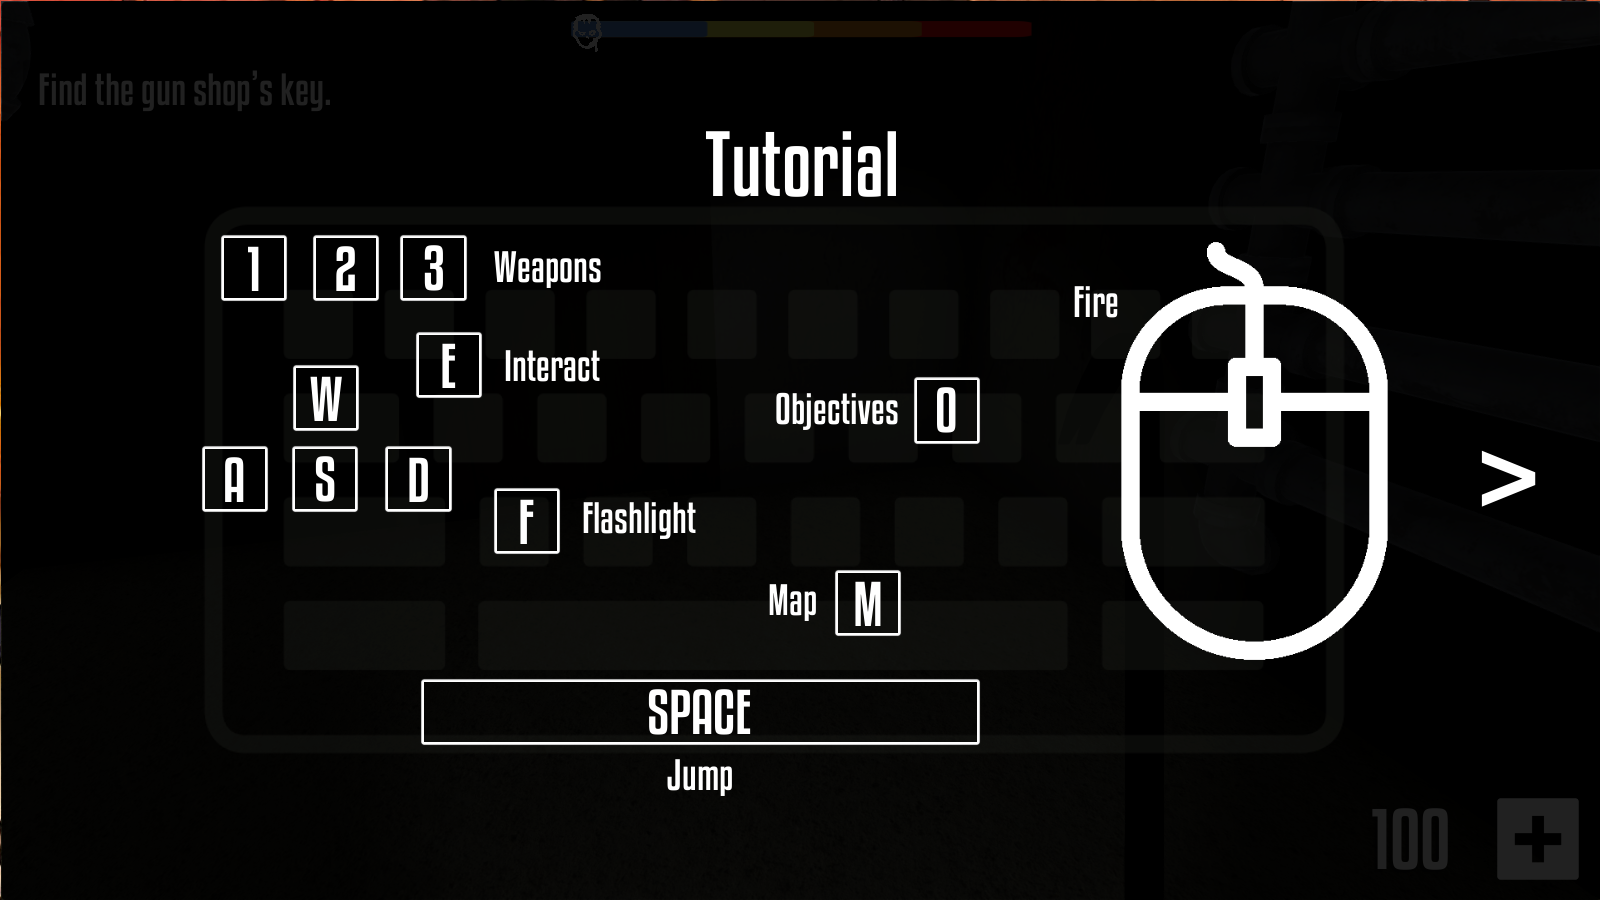 Find the gun shop's key.
Tutorial
1 2 3 Weapons
Fire
E Interact
W
Objectives O
A S D
F Flashlight
>
Map M
SPACE
Jump
100 +